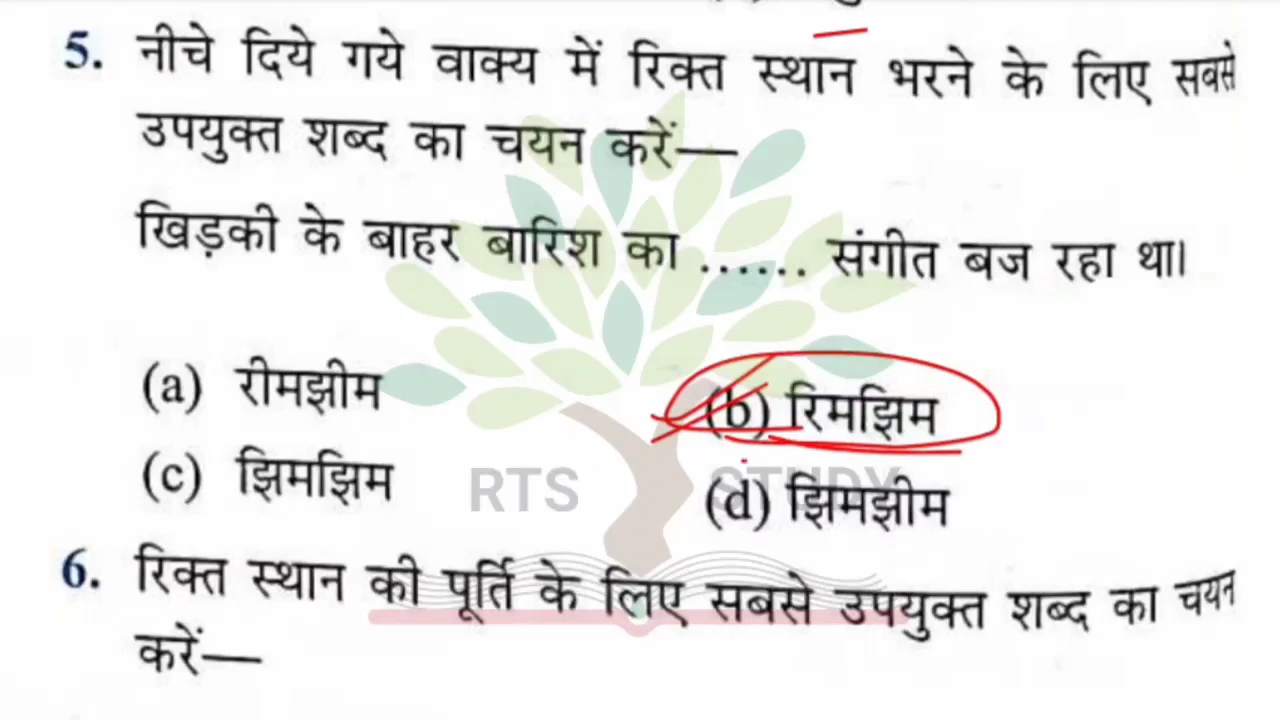 5. नीचे दिये गये वाक्य में रिक्त स्थान भरने के लिए सबसे
उपयुक्त शब्द का चयन करें—
खिड़की के बाहर बारिश का ...... संगीत बज रहा था।
(a) रीमझीम (b) रिमझिम
(c) झिमझिम (d) झिमझीम
RTS STUDY
6. रिक्त स्थान की पूर्ति के लिए सबसे उपयुक्त शब्द का चयन
करें—